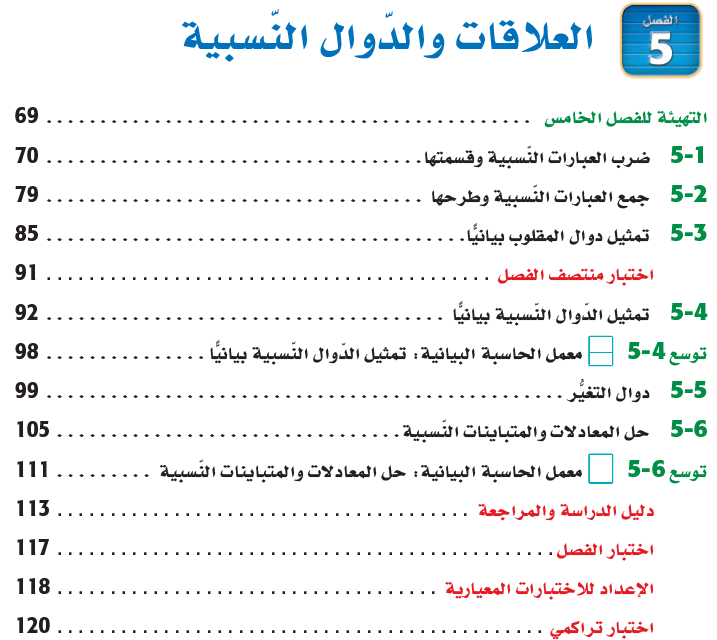 الفصل 5
العلاقات والدّوال النّسبية
التهيئة للفصل الخامس ........ 69
5-1 ضرب العبارات النّسبية وقسمتها ........ 70
5-2 جمع العبارات النّسبية وطرحها ........ 79
5-3 تمثيل دوال المقلوب بيانيًّا ........ 85
اختبار منتصف الفصل ........ 91
5-4 تمثيل الدّوال النّسبية بيانيًّا ........ 92
توسع 4-5 معمل الحاسبة البيانية: تمثيل الدّوال النّسبية بيانيًّا ........ 98
5-5 دوال التغيُّر ........ 99
5-6 حل المعادلات والمتباينات النّسبية ........ 105
توسع 6-5 معمل الحاسبة البيانية: حل المعادلات والمتباينات النّسبية ........ 111
دليل الدراسة والمراجعة ........ 113
اختبار الفصل ........ 117
الإعداد للاختبارات المعيارية ........ 118
اختبار تراكمي ........ 120